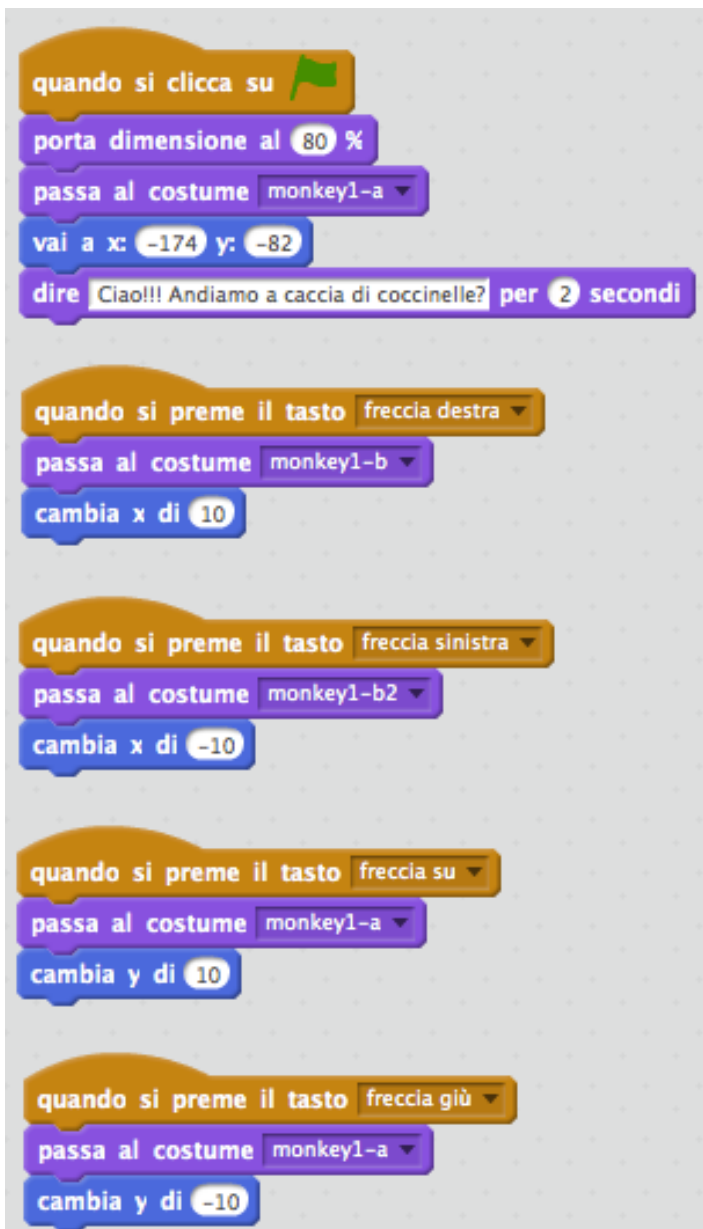 quando si clicca su
porta dimensione al 80 %
passa al costume monkey1-a
vai a x: -174 y: -82
dire Ciao!!! Andiamo a caccia di coccinelle? per 2 secondi
quando si preme il tasto freccia destra
passa al costume monkey1-b
cambia x di 10
quando si preme il tasto freccia sinistra
passa al costume monkey1-b2
cambia x di -10
quando si preme il tasto freccia su
passa al costume monkey1-a
cambia y di 10
quando si preme il tasto freccia giù
passa al costume monkey1-a
cambia y di -10